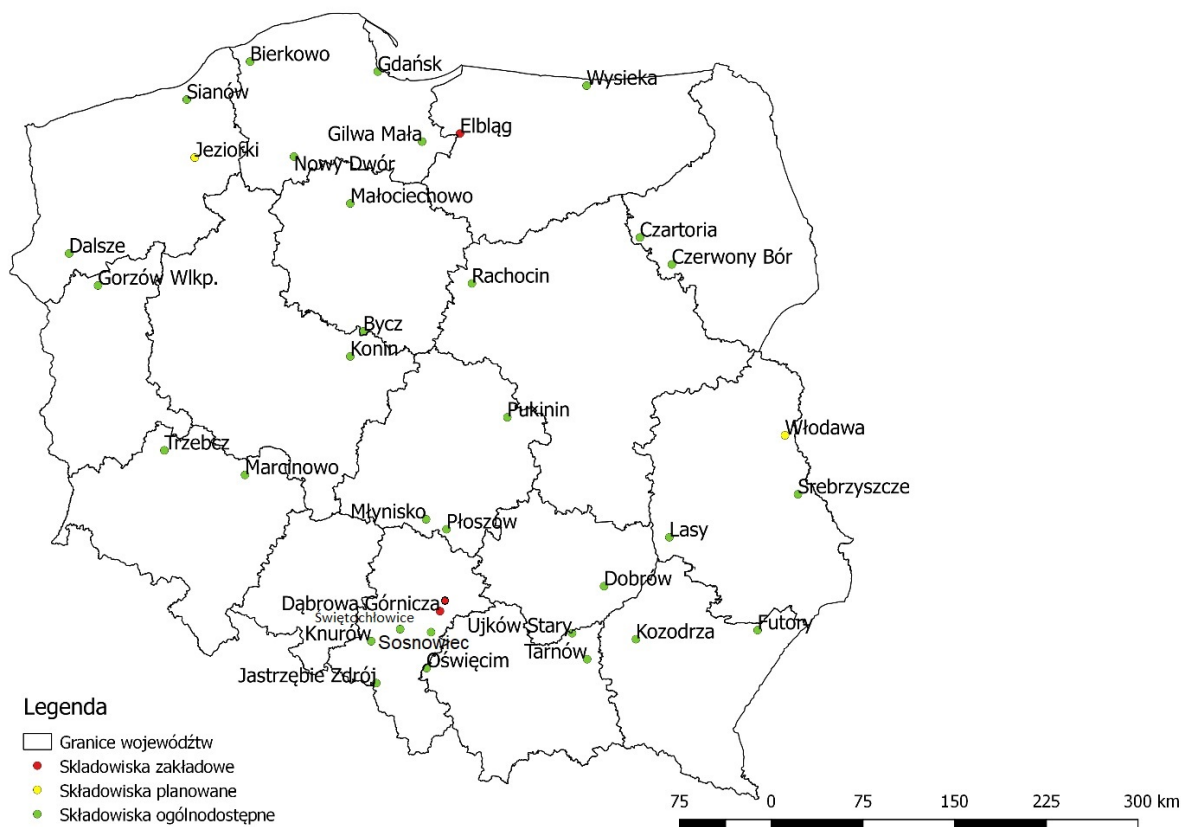 Bierkowo
Gdańsk
Wysieka
Sianów
Elbląg
Gilwa Mała
Jeziorki
Nowy Dwór
Małociechowo
Czartoria
Dalsze
Czerwony Bór
Gorzów Wlkp.
Rachocin
Bycz
Konin
Pukinin
Włodawa
Trzebcz
Marcinowo
Srebrzyszcze
Młynisko
Płoszów
Lasy
Dobrów
Dąbrowa Górnicza
Świętochłowice
Ujków Stary
Futory
Knurów
Sosnowiec
Kozodrza
Tarnów
Oświęcim
Jastrzębie Zdrój
Legenda
Granice wojewódźtw
Skladowiska zakładowe
Składowiska planowane
Składowiska ogólnodostępne
75 0 75 150 225 300 km